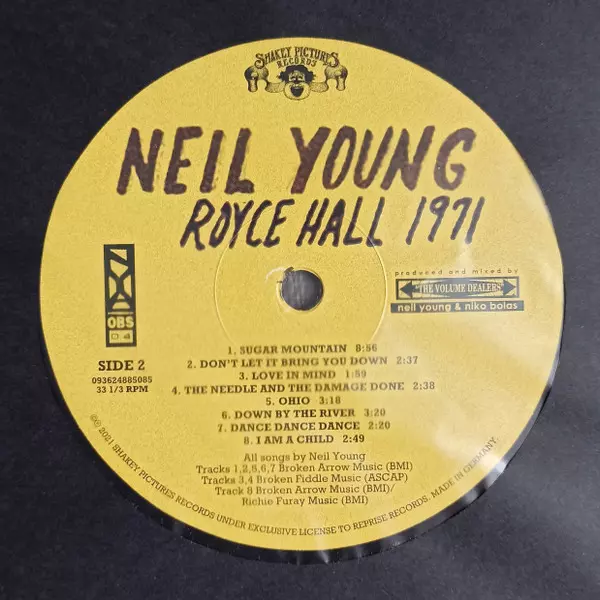 SHAKEY PICTURES
RECORDS
NEIL YOUNG
ROYCE HALL 1971
NYA
OBS
04
produced and mixed by
"THE VOLUME DEALERS"
neil young & niko bolas
SIDE 2
093624885085
33 1/3 RPM
1. SUGAR MOUNTAIN 8:56
2. DON'T LET IT BRING YOU DOWN 2:37
3. LOVE IN MIND 1:59
4. THE NEEDLE AND THE DAMAGE DONE 2:38
5. OHIO 3:18
6. DOWN BY THE RIVER 3:20
7. DANCE DANCE DANCE 2:20
8. I AM A CHILD 2:49
All songs by Neil Young
Tracks 1,2,5,6,7 Broken Arrow Music (BMI)
Tracks 3,4 Broken Fiddle Music (ASCAP)
Track 8 Broken Arrow Music (BMI)/
Richie Furay Music (BMI)
©℗ 2021 SHAKEY PICTURES RECORDS UNDER EXCLUSIVE LICENSE TO REPRISE RECORDS. MADE IN GERMANY.